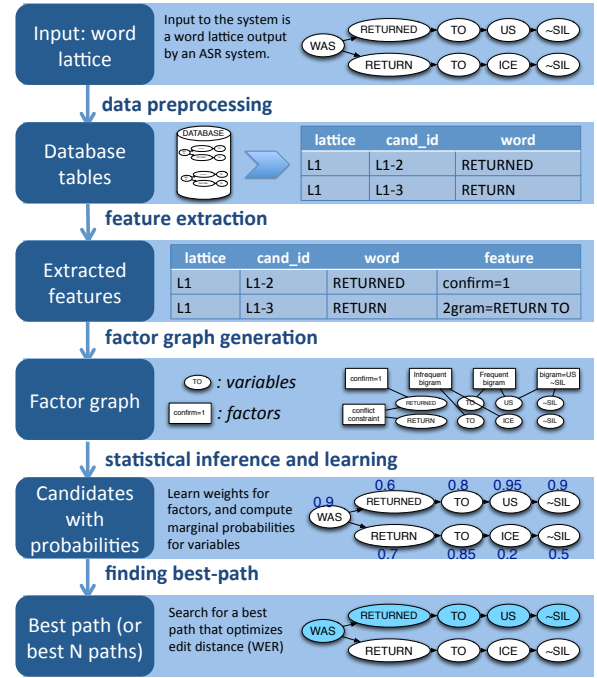 Input: word
lattice
Input to the system is
a word lattice output
by an ASR system.
WAS
RETURNED TO US ~SIL
RETURN TO ICE ~SIL
data preprocessing
Database
tables
DATABASE
lattice cand_id word
L1 L1-2 RETURNED
L1 L1-3 RETURN
feature extraction
Extracted
features
lattice cand_id word feature
L1 L1-2 RETURNED confirm=1
L1 L1-3 RETURN 2gram=RETURN TO
factor graph generation
Factor graph
TO : variables
confirm=1 : factors
confirm=1
Infrequent
bigram
Frequent
bigram
bigram=US
~SIL
conflict
constraint
RETURNED TO US ~SIL
RETURN TO ICE ~SIL
statistical inference and learning
Candidates
with
probabilities
Learn weights for
factors, and compute
marginal probabilities
for variables
0.6 0.8 0.95 0.9
0.9
WAS
RETURNED TO US ~SIL
RETURN TO ICE ~SIL
0.7 0.85 0.2 0.5
finding best-path
Best path (or
best N paths)
Search for a best
path that optimizes
edit distance (WER)
WAS
RETURNED TO US ~SIL
RETURN TO ICE ~SIL